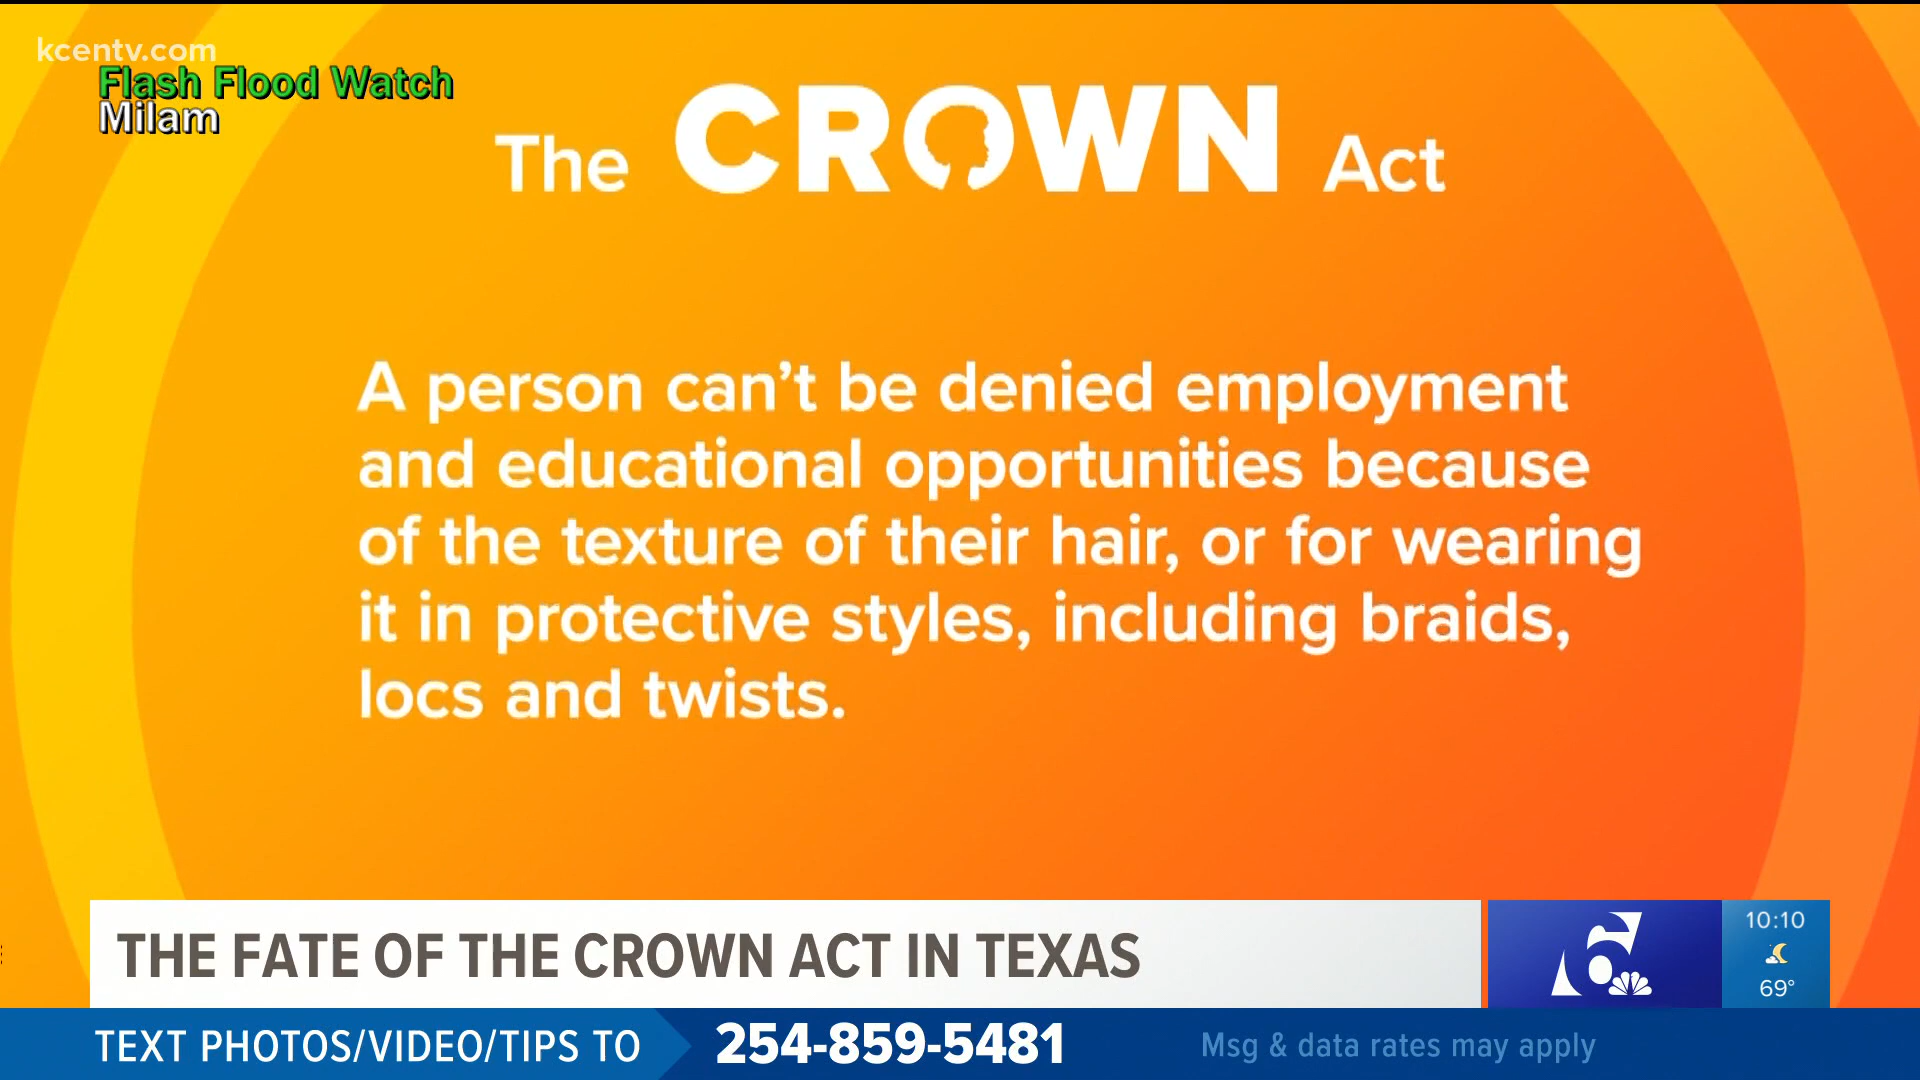 kcentv.com
Flash Flood Watch
Milam
The CROWN Act
A person can't be denied employment
and educational opportunities because
of the texture of their hair, or for wearing
it in protective styles, including braids,
locs and twists.
THE FATE OF THE CROWN ACT IN TEXAS
6
10:10
69°
TEXT PHOTOS/VIDEO/TIPS TO 254-859-5481 Msg & data rates may apply